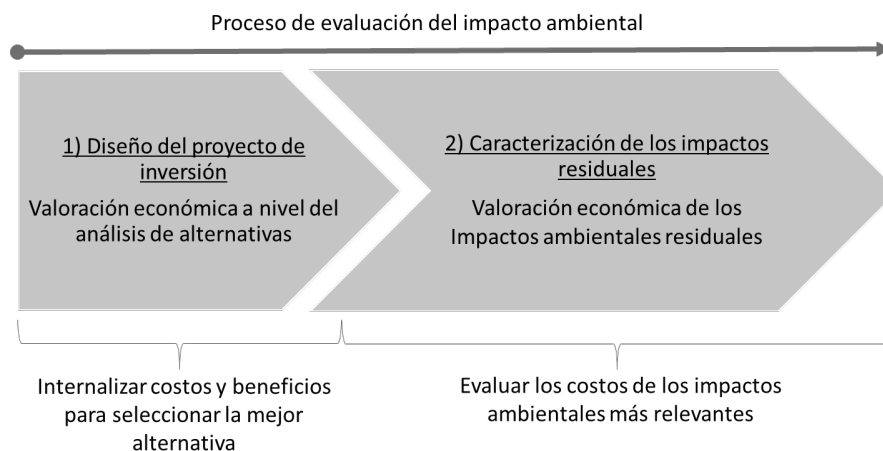 Proceso de evaluación del impacto ambiental
1) Diseño del proyecto de
inversión
Valoración económica a nivel del
análisis de alternativas
2) Caracterización de los impactos
residuales
Valoración económica de los
Impactos ambientales residuales
Internalizar costos y beneficios
para seleccionar la mejor
alternativa
Evaluar los costos de los impactos
ambientales más relevantes